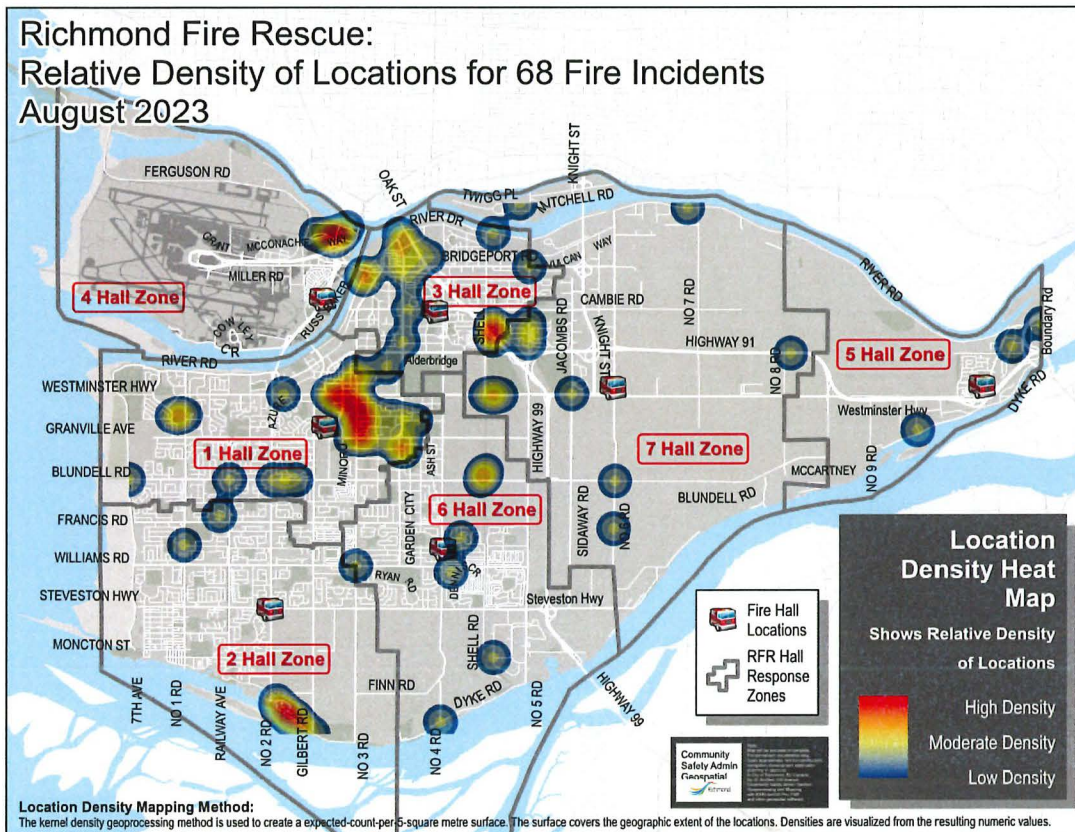 Richmond Fire Rescue:
Relative Density of Locations for 68 Fire Incidents
August 2023
FERGUSON RD
OAK ST
TWIGG PL
KNIGHT ST
MITCHELL RD
RIVER DR
GRANT
MCCONACHIE
WAY
BRIDGEPORT RD
VULCAN
WAY
MILLER RD
4 Hall Zone
3 Hall Zone
CAMBIE RD
NO 7 RD
RIVER RD
COWLEY
CR
SHELL
JACOBMBS RD
KNIGHT ST
HIGHWAY 91
Boundary Rd
RIVER RD
Alderbridge
NO 8 RD
5 Hall Zone
WESTMINSTER HWY
DYKE RD
Westminster Hwy
GRANVILLE AVE
MINORU
ASH ST
HIGHWAY 99
1 Hall Zone
7 Hall Zone
NO 9 RD
BLUNDELL RD
MCCARTNEY
BLUNDELL RD
GARDEN CITY
6 Hall Zone
SIDAWAY RD
NO 6 RD
FRANCIS RD
WILLIAMS RD
RYAN
RD
CR
STEVESTON HWY
Steveston Hwy
MONCTON ST
2 Hall Zone
SHELL RD
FINN RD
DYKE RD
HIGHWAY 99
7TH AVE
NO 1 RD
RAILWAY AVE
NO 2 RD
GILBERT RD
NO 3 RD
NO 4 RD
NO 5 RD
Fire Hall
Locations
RFR Hall
Response
Zones
Location
Density Heat
Map
Shows Relative Density
of Locations
High Density
Moderate Density
Low Density
Community
Safety Admin
Geospatial
Richmond
Location Density Mapping Method:
The kernel density geoprocessing method is used to create a expected-count-per-5-square metre surface. The surface covers the geographic extent of the locations. Densities are visualized from the resulting numeric values.